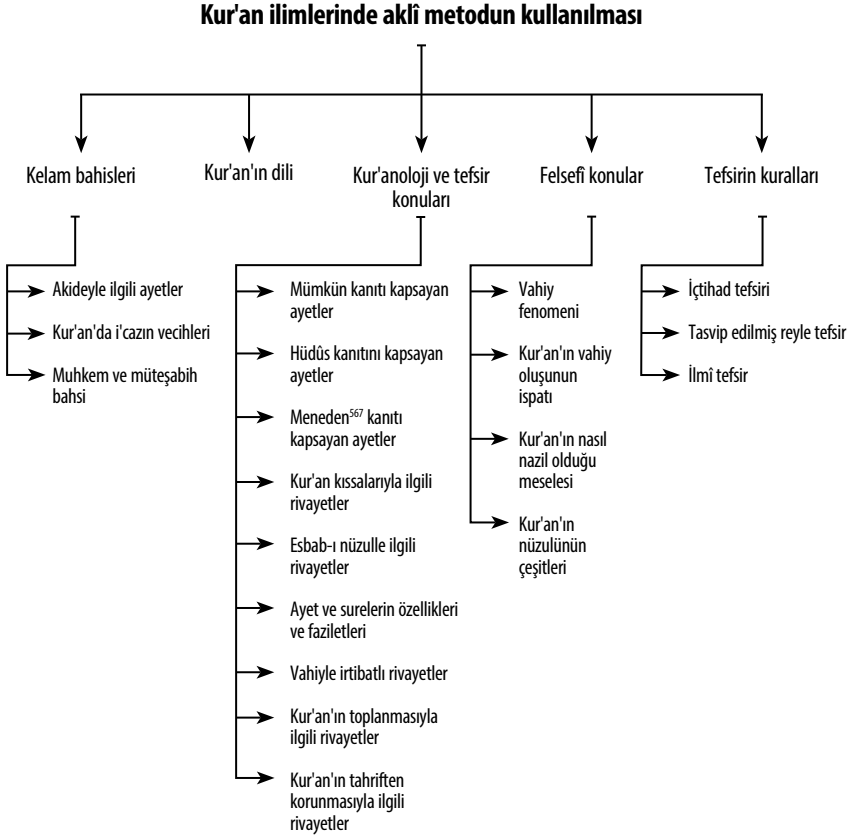 Kur'an ilimlerinde aklî metodun kullanılması
Kelam bahisleri
Kur'an'ın dili
Kur'anoloji ve tefsir
konuları
Felsefî konular
Tefsirin kuralları
Akideyle ilgili ayetler
Kur'an'da i'cazın vecihleri
Muhkem ve müteşabih
bahsi
Mümkün kanıtı kapsayan
ayetler
Hüdûs kanıtını kapsayan
ayetler
Meneden567 kanıtı
kapsayan ayetler
Kur'an kıssalarıyla ilgili
rivayetler
Esbab-ı nüzulle ilgili
rivayetler
Ayet ve surelerin özellikleri
ve faziletleri
Vahiyle irtibatlı rivayetler
Kur'an'ın toplanmasıyla
ilgili rivayetler
Kur'an'ın tahriften
korunmasıyla ilgili
rivayetler
Vahiy
fenomeni
Kur'an'ın vahiy
oluşunun
ispatı
Kur'an'ın nasıl
nazil olduğu
meselesi
Kur'an'ın
nüzulünün
çeşitleri
İçtihad tefsiri
Tasvip edilmiş reyle tefsir
İlmî tefsir